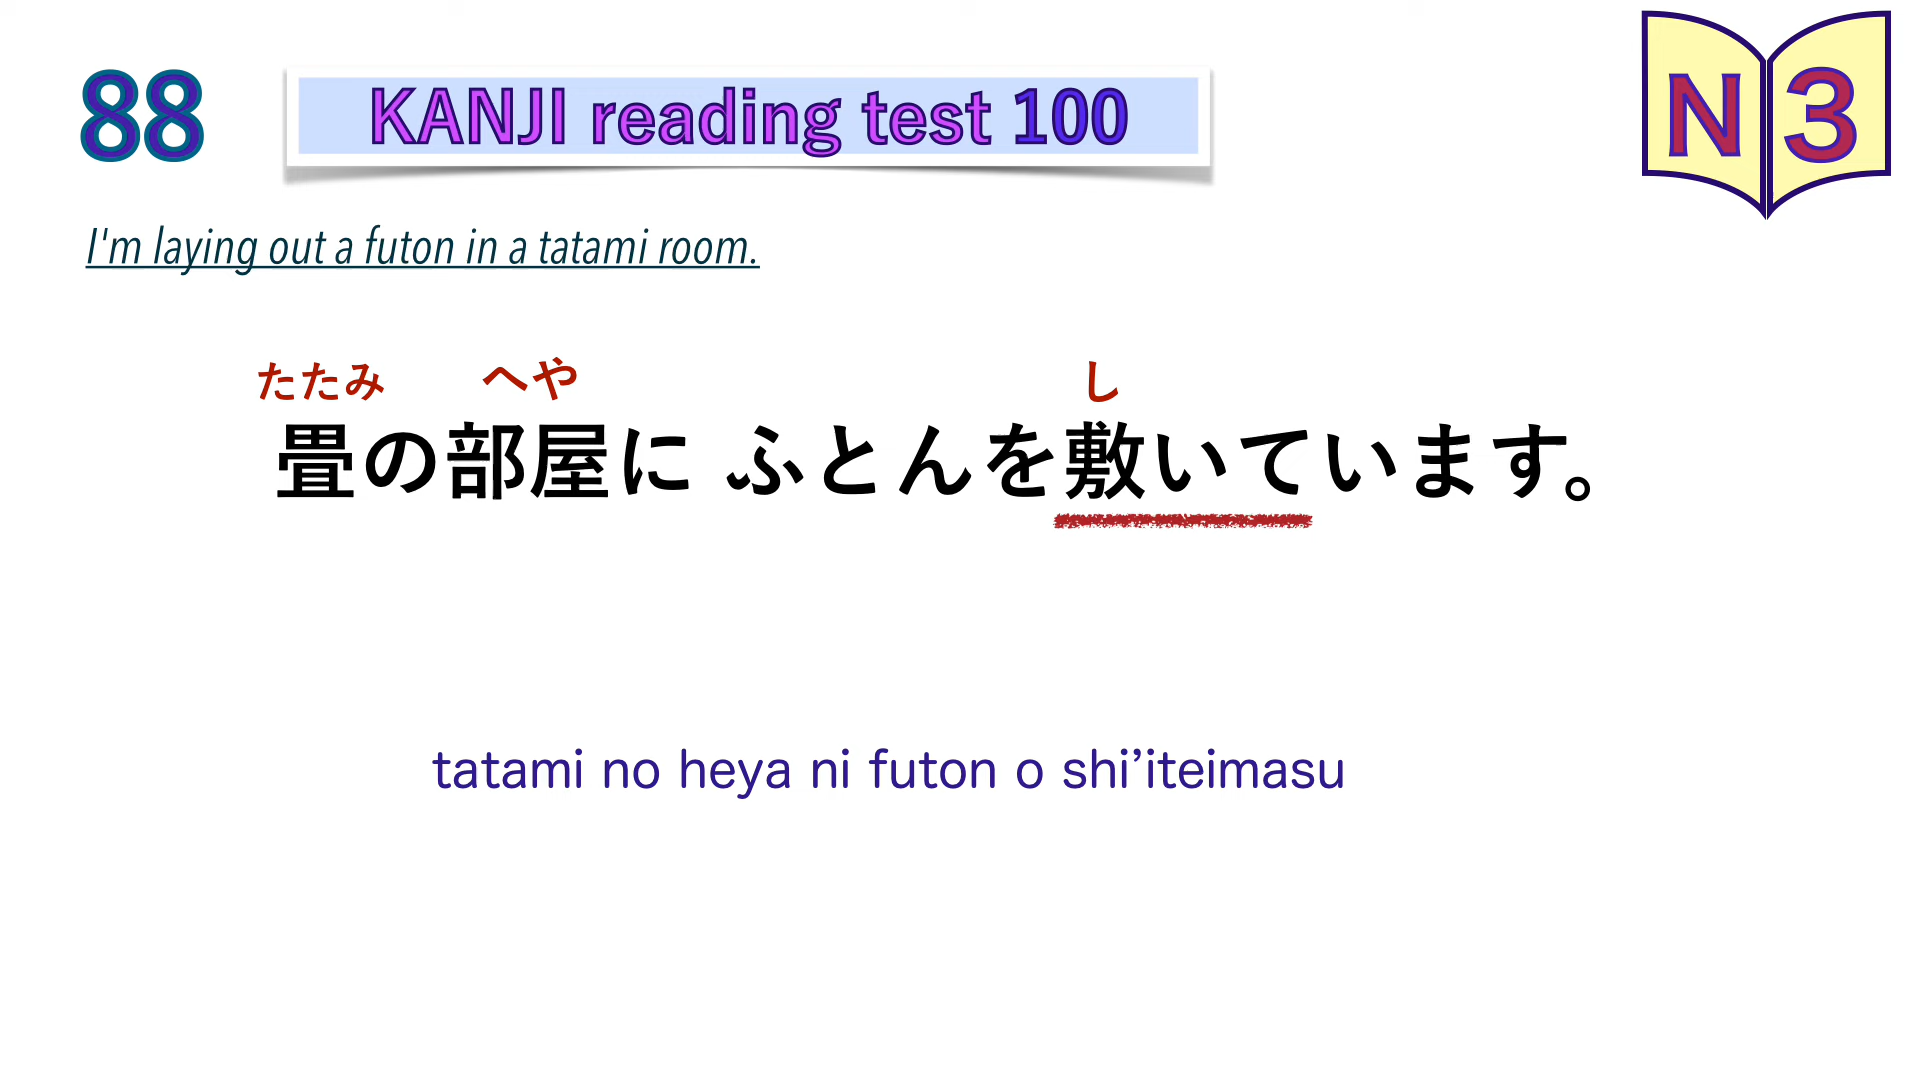 88
KANJI reading test 100
N3
I'm laying out a futon in a tatami room.
たたみ へや し
畳の部屋に ふとんを敷いています。
tatami no heya ni futon o shi’iteimasu